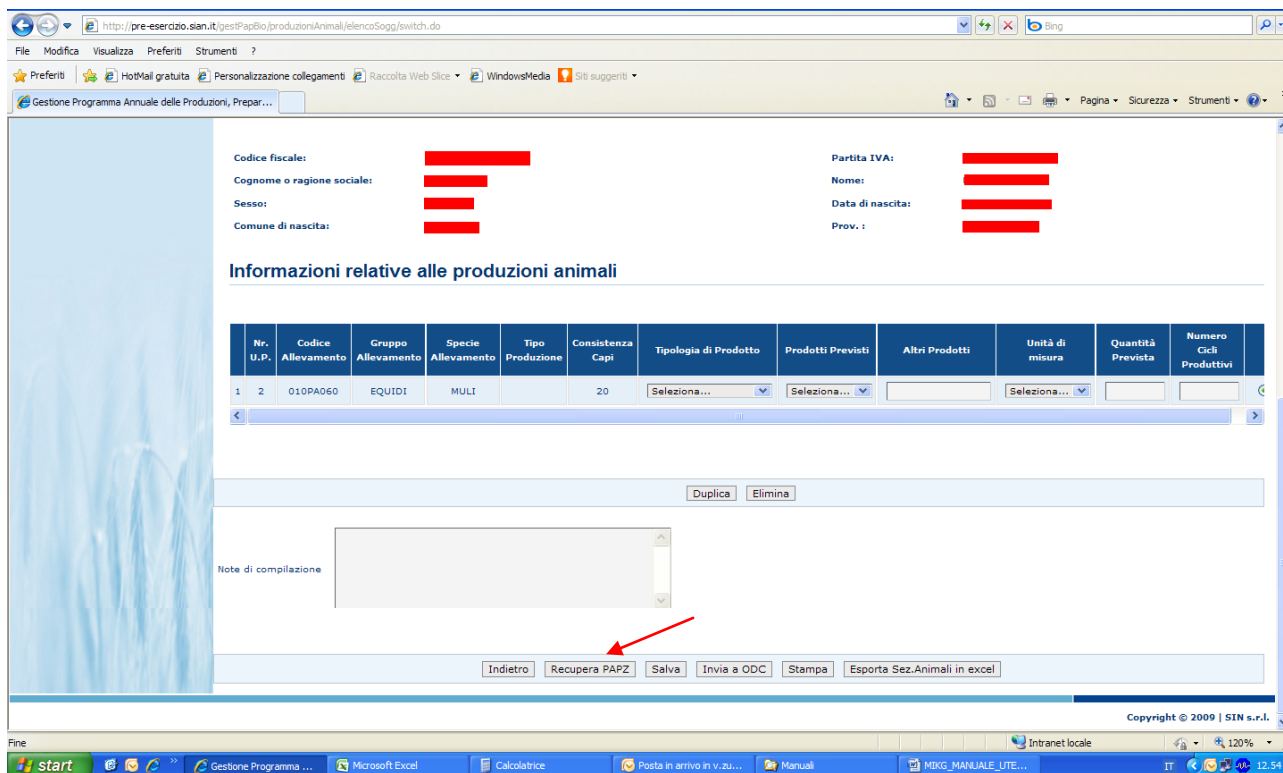 http://pre-esercizio.sian.it/gestPapBio/produzioniAnimali/elencoSogg/switch.do Bing
File Modifica Visualizza Preferiti Strumenti ?
Preferiti HotMail gratuita Personalizzazione collegamenti Raccolta Web Slice WindowsMedia Siti suggeriti
Gestione Programma Annuale delle Produzioni, Prepar... Pagina Sicurezza Strumenti
Codice fiscale: Partita IVA:
Cognome o ragione sociale: Nome:
Sesso: Data di nascita:
Comune di nascita: Prov. :
Informazioni relative alle produzioni animali
Nr. U.P. Codice Allevamento Gruppo Allevamento Specie Allevamento Tipo Produzione Consistenza Capi Tipologia di Prodotto Prodotti Previsti Altri Prodotti Unità di misura Quantità Prevista Numero Cicli Produttivi
1 2 010PA060 EQUIDI MULI 20 Seleziona... Seleziona... Seleziona...
Duplica Elimina
Note di compilazione
Indietro Recupera PAPZ Salva Invia a ODC Stampa Esporta Sez.Animali in excel
Copyright © 2009 | SIN s.r.l.
Fine Intranet locale 120%
start Gestione Programma ... Microsoft Excel Calcolatrice Posta in arrivo in v.zu... Manuali MIKG_MANUALE_UTE... IT 12.54